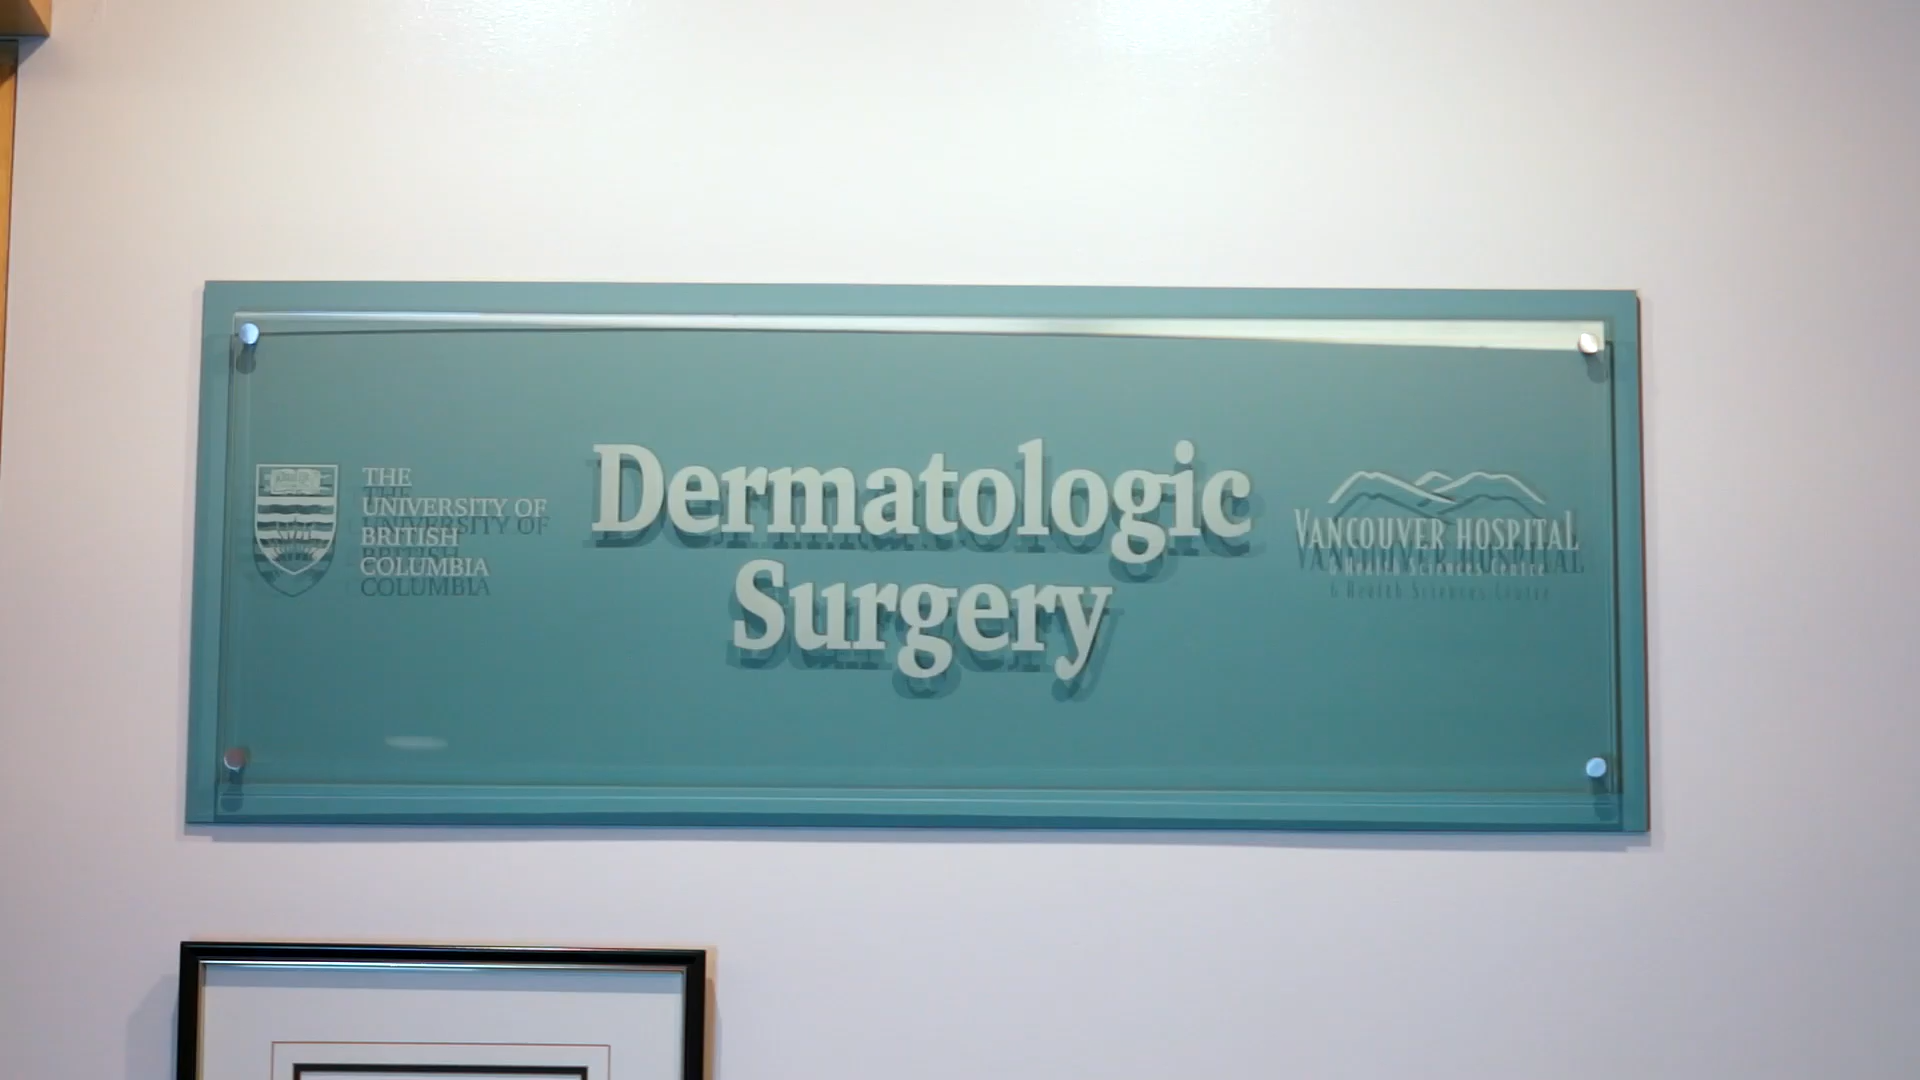 THE
UNIVERSITY OF
BRITISH
COLUMBIA
Dermatologic
Surgery
VANCOUVER HOSPITAL
& Health Sciences Centre